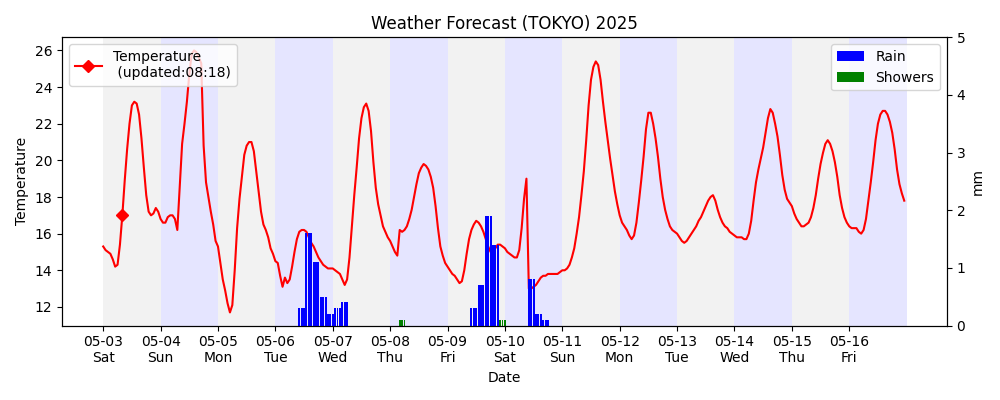 Weather Forecast (TOKYO) 2025
Temperature
(updated:08:18)
Rain
Showers
Temperature
26
24
22
20
18
16
14
12
5
4
3
2
1
0
mm
05-03 05-04 05-05 05-06 05-07 05-08 05-09 05-10 05-11 05-12 05-13 05-14 05-15 05-16
Sat Sun Mon Tue Wed Thu Fri Sat Sun Mon Tue Wed Thu Fri
Date